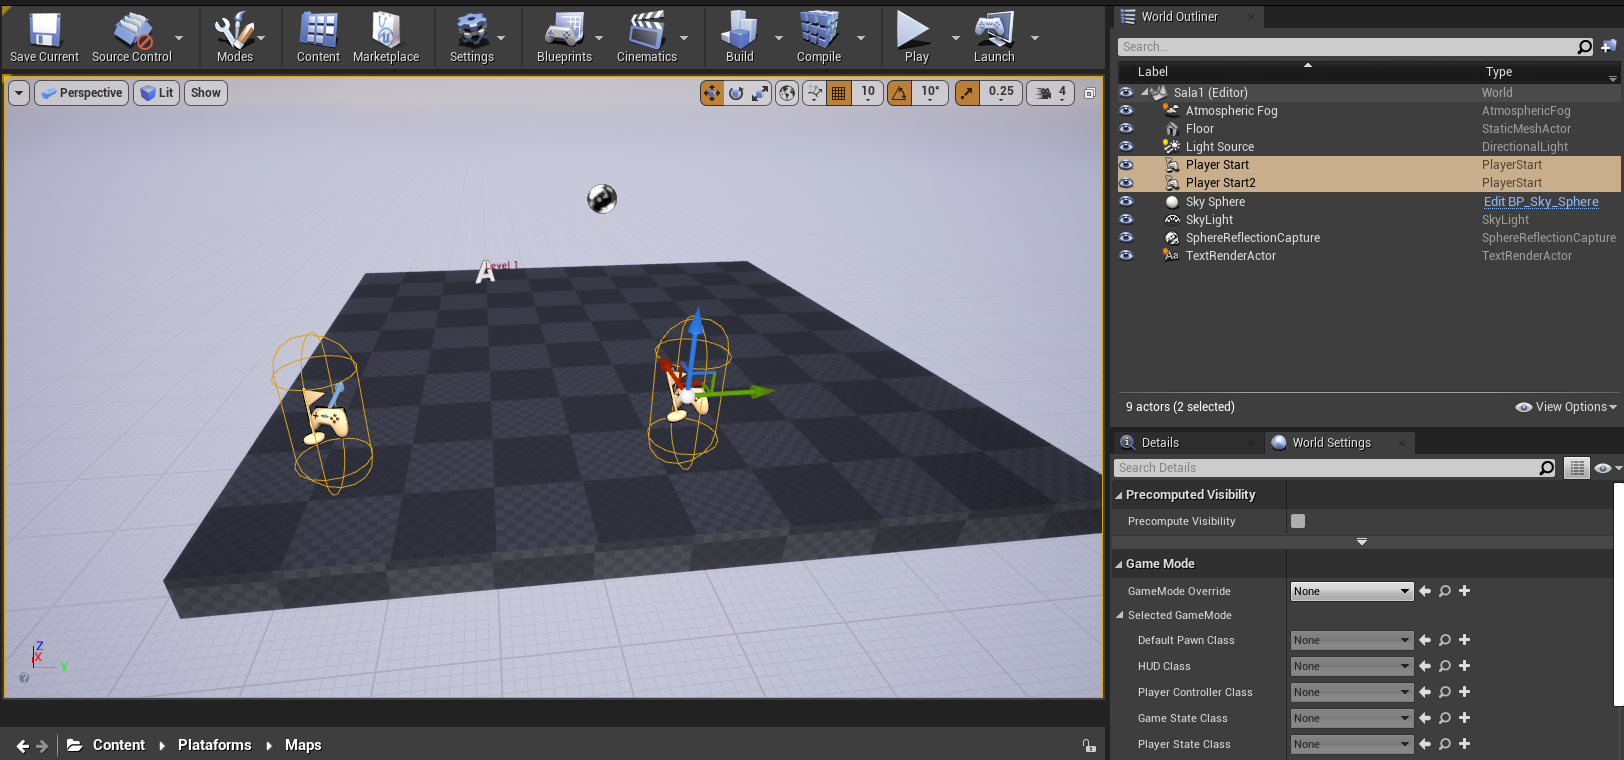 Save Current
Source Control
Modes
Content
Marketplace
Settings
Blueprints
Cinematics
Build
Compile
Play
Launch
Perspective
Lit
Show
10
10°
0.25
4
Level 1
A
Z
X
Y
?
Content
Plataforms
Maps
World Outliner
Search...
Label Type
Sala1 (Editor) World
Atmospheric Fog AtmosphericFog
Floor StaticMeshActor
Light Source DirectionalLight
Player Start PlayerStart
Player Start2 PlayerStart
Sky Sphere Edit BP_Sky_Sphere
SkyLight SkyLight
SphereReflectionCapture SphereReflectionCapture
Aa TextRenderActor TextRenderActor
9 actors (2 selected)
View Options
Details
World Settings
Search Details
Precomputed Visibility
Precompute Visibility
Game Mode
GameMode Override None
Selected GameMode
Default Pawn Class None
HUD Class None
Player Controller Class None
Game State Class None
Player State Class None